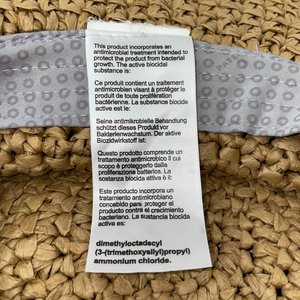 This product incorporates an
antimicrobial treatment intended to
protect the product from bacterial
growth. The active biocidal
substance is:
Ce produit contient un traitement
antimicrobien visant à protéger le
produit de toute prolifération
bactérienne. La substance biocide
active est:
Seine antimikrobielle Behandlung
schützt dieses Produkt vor
Bakterienwachstum. Der aktive
Biozidwirkstoff ist:
Questo prodotto comprende un
trattamento antimicrobico il cui
scopo è proteggerlo dalla
proliferazione batterica. La
sostanza biocida attiva è il:
Este producto incorpora un
tratamiento antimicrobiano
concebido para proteger el
producto contra el crecimiento
bacteriano. La substancia biocida
activa es:
dimethyloctadecyl
(3-(trimethoxysilyl)propyl)
ammonium chloride.